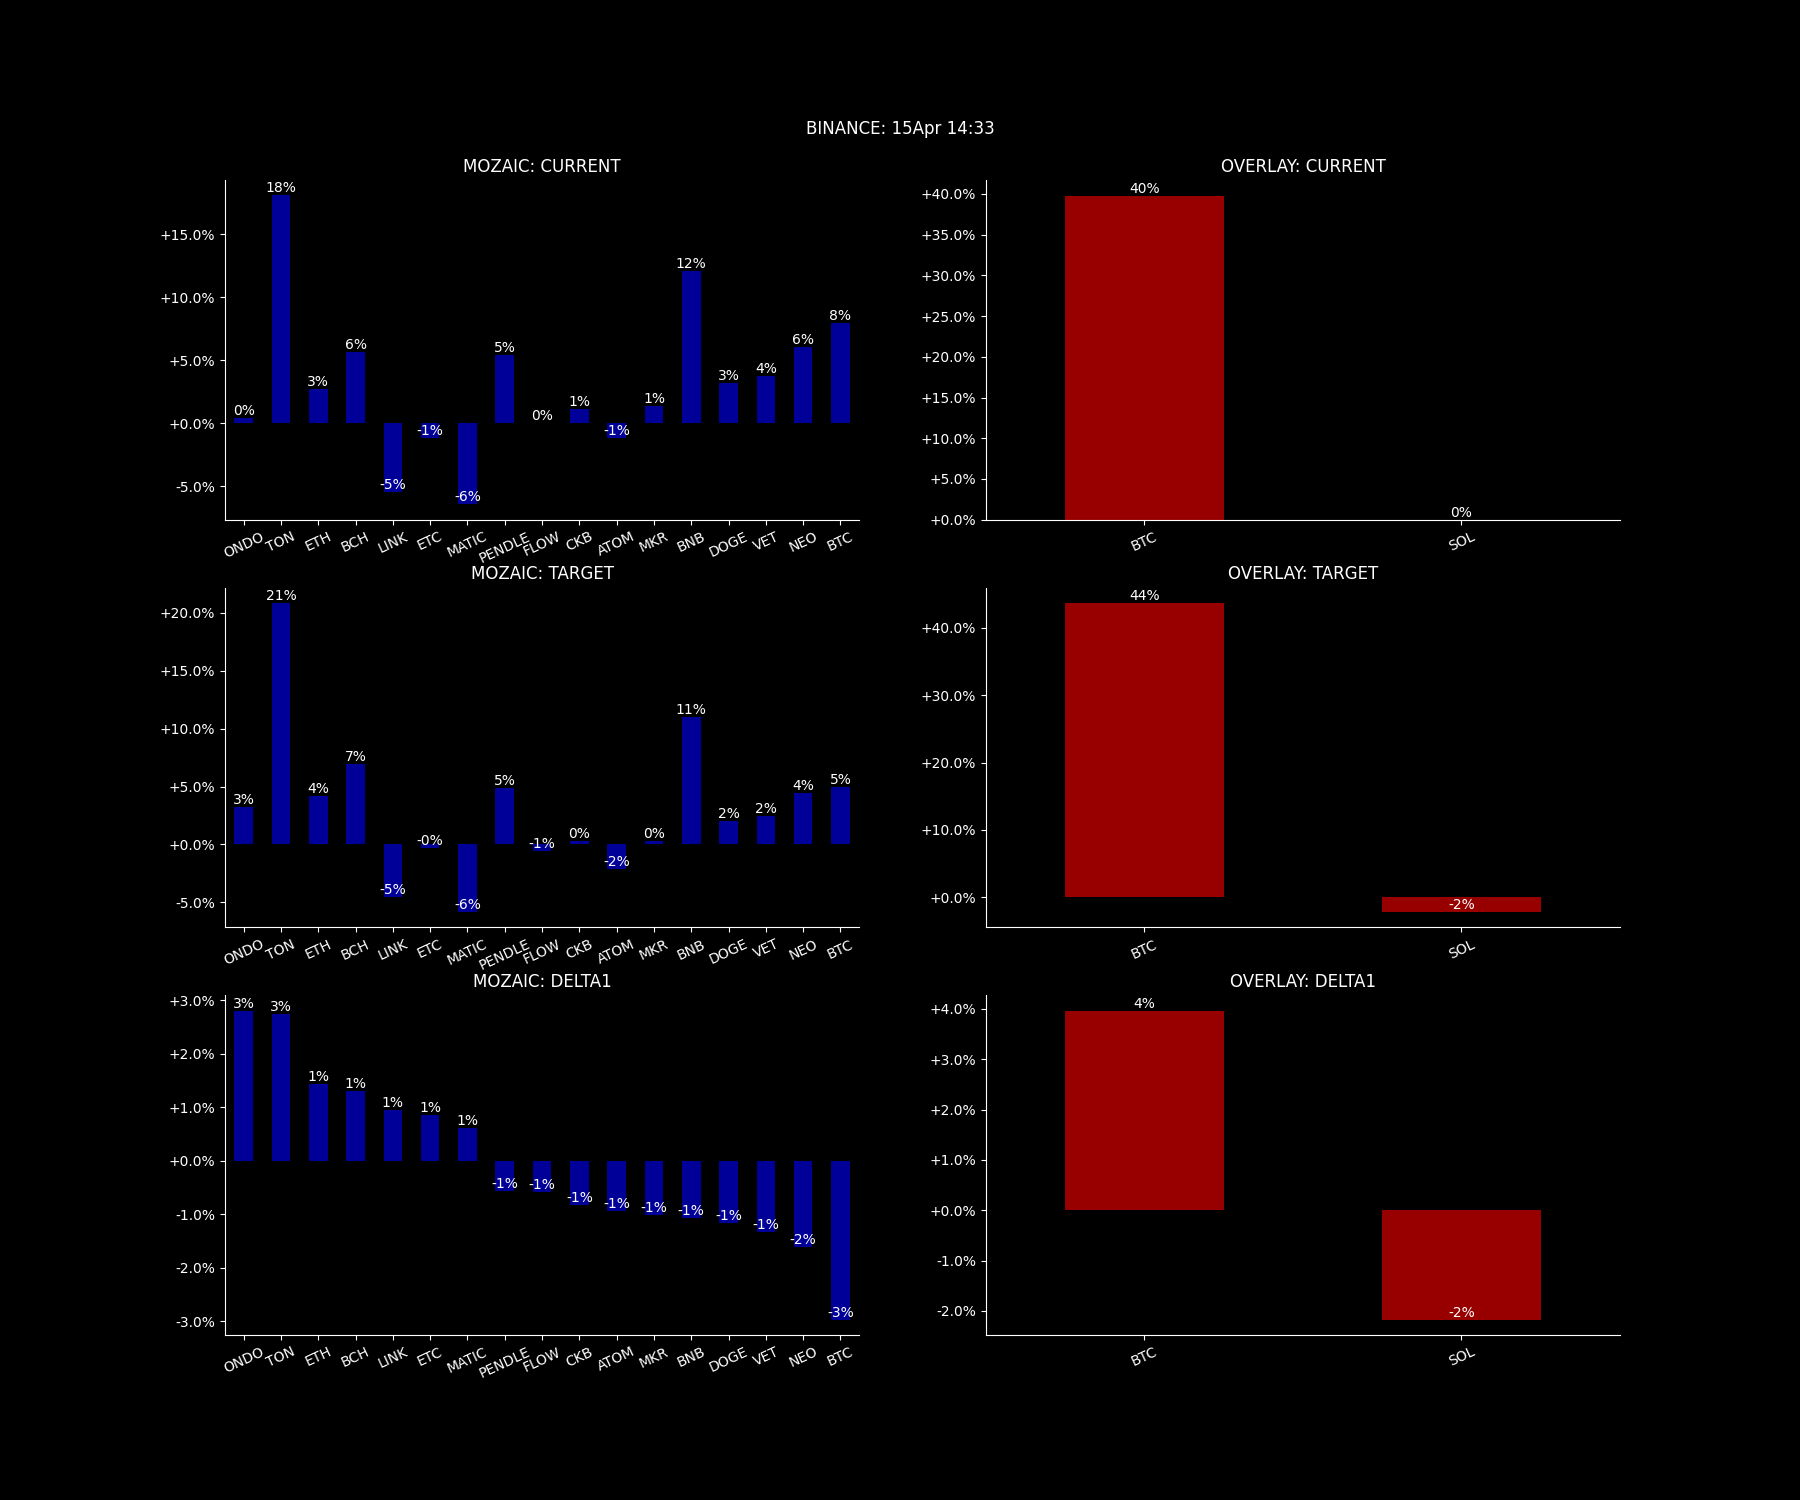 BINANCE: 15Apr 14:33
MOZAIC: CURRENT
+15.0%
+10.0%
+5.0%
+0.0%
-5.0%
0% 18% 3% 6% -5% -1% -6% 5% 0% 1% -1% 1% 12% 3% 4% 6% 8%
ONDO TON ETH BCH LINK ETC MATIC PENDLE FLOW CKB ATOM MKR BNB DOGE VET NEO BTC
OVERLAY: CURRENT
+40.0%
+35.0%
+30.0%
+25.0%
+20.0%
+15.0%
+10.0%
+5.0%
+0.0%
40% 0%
BTC SOL
MOZAIC: TARGET
+20.0%
+15.0%
+10.0%
+5.0%
+0.0%
-5.0%
3% 21% 4% 7% -5% -0% -6% 5% -1% 0% -2% 0% 11% 2% 2% 4% 5%
ONDO TON ETH BCH LINK ETC MATIC PENDLE FLOW CKB ATOM MKR BNB DOGE VET NEO BTC
OVERLAY: TARGET
+40.0%
+30.0%
+20.0%
+10.0%
+0.0%
44% -2%
BTC SOL
MOZAIC: DELTA1
+3.0%
+2.0%
+1.0%
+0.0%
-1.0%
-2.0%
-3.0%
3% 3% 1% 1% 1% 1% 1% -1% -1% -1% -1% -1% -1% -1% -1% -2% -3%
ONDO TON ETH BCH LINK ETC MATIC PENDLE FLOW CKB ATOM MKR BNB DOGE VET NEO BTC
OVERLAY: DELTA1
+4.0%
+3.0%
+2.0%
+1.0%
+0.0%
-1.0%
-2.0%
4% -2%
BTC SOL